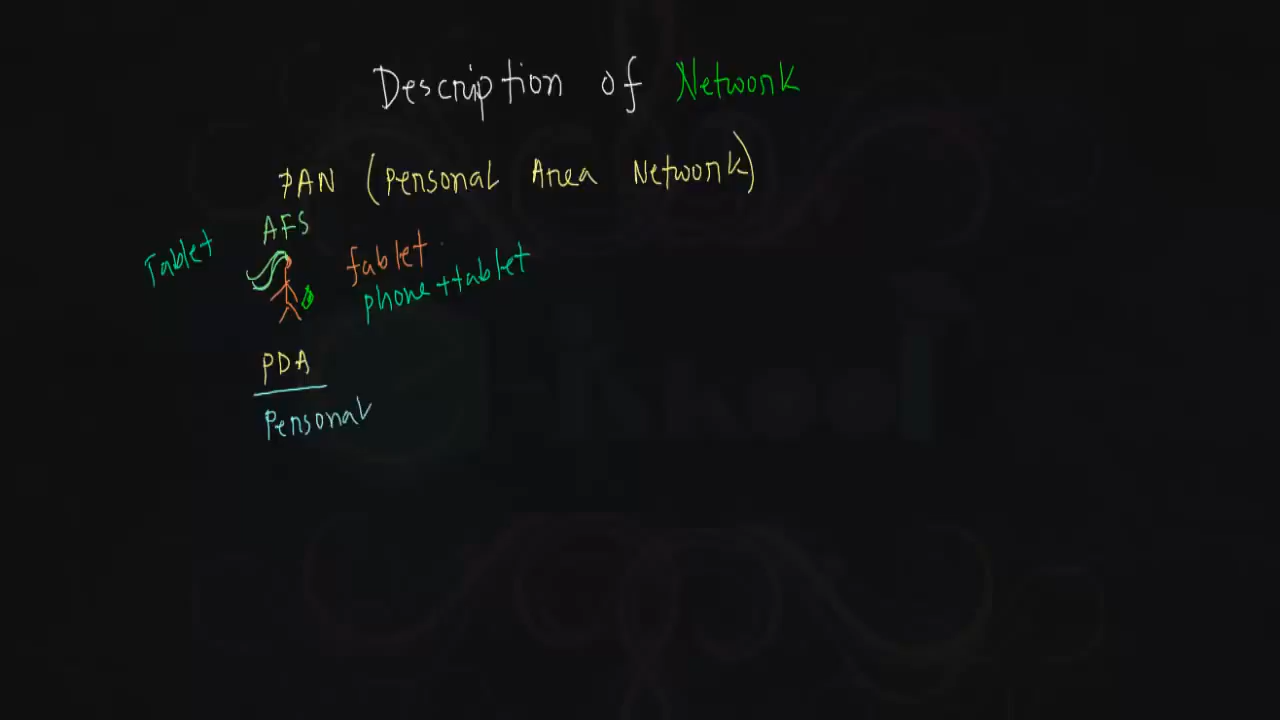 Description of Network
PAN (Personal Area Network)
AFS
Tablet
fablet
phone+tablet
PDA
Personal